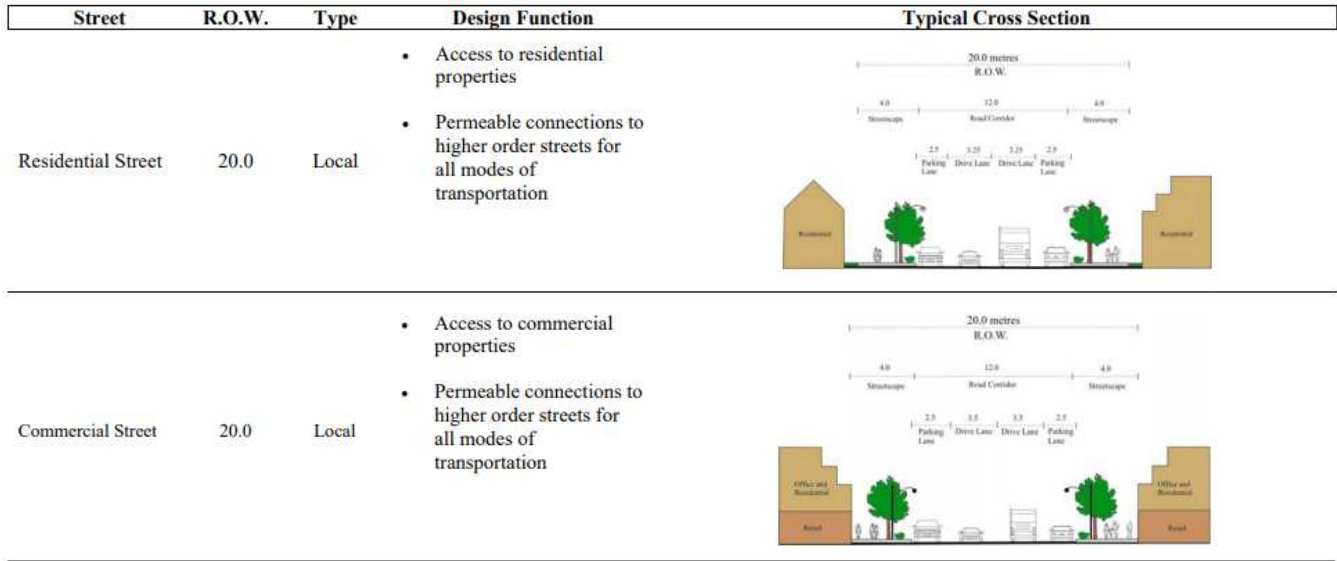 Street R.O.W. Type Design Function Typical Cross Section
Residential Street 20.0 Local
• Access to residential
properties
• Permeable connections to
higher order streets for
all modes of
transportation
20.0 metres
R.O.W.
4.0 12.0 4.0
Streetscape Road Corridor Streetscape
2.5 3.25 3.25 2.5
Parking Drive Lane Drive Lane Parking
Lane Lane
Residential Residential
Commercial Street 20.0 Local
• Access to commercial
properties
• Permeable connections to
higher order streets for
all modes of
transportation
20.0 metres
R.O.W.
4.0 12.0 4.0
Streetscape Road Corridor Streetscape
2.5 3.5 3.5 2.5
Parking Drive Lane Drive Lane Parking
Lane Lane
Office and Office and
Residential Residential
Retail Retail